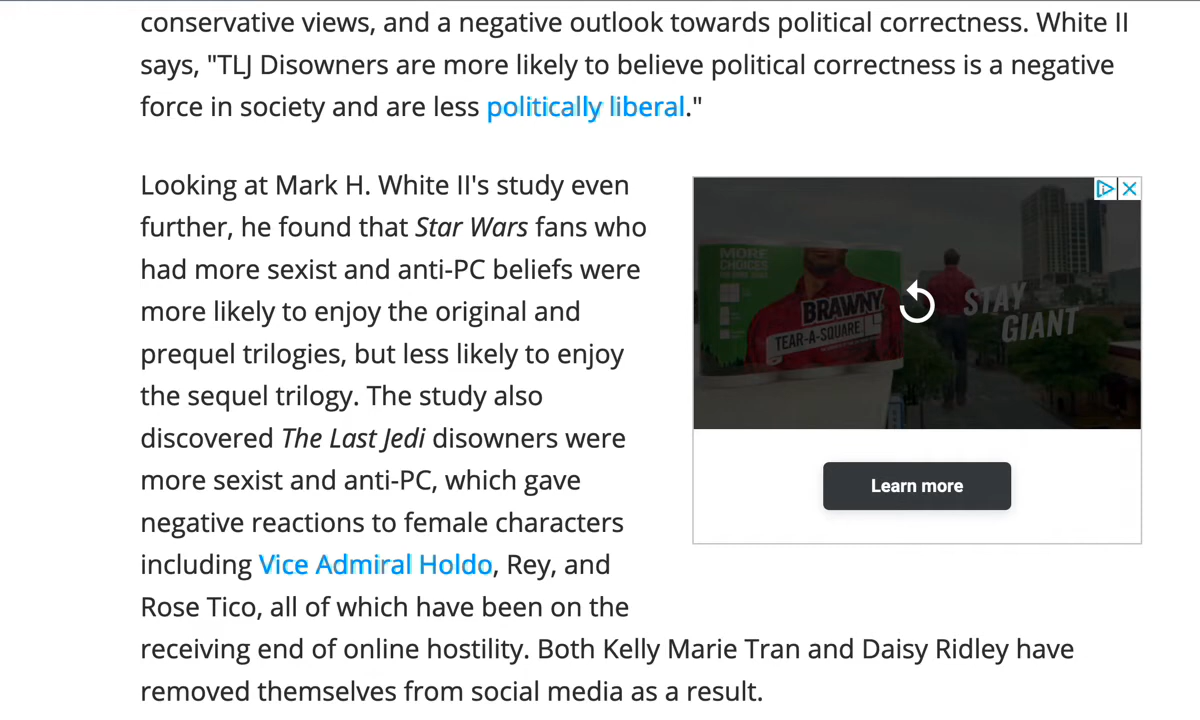 conservative views, and a negative outlook towards political correctness. White II
says, "TLJ Disowners are more likely to believe political correctness is a negative
force in society and are less politically liberal."
Looking at Mark H. White II's study even
further, he found that Star Wars fans who
had more sexist and anti-PC beliefs were
more likely to enjoy the original and
prequel trilogies, but less likely to enjoy
the sequel trilogy. The study also
discovered The Last Jedi disowners were
more sexist and anti-PC, which gave
negative reactions to female characters
including Vice Admiral Holdo, Rey, and
Rose Tico, all of which have been on the
receiving end of online hostility. Both Kelly Marie Tran and Daisy Ridley have
removed themselves from social media as a result.
MORE
CHOICES
BRAWNY
TEAR-A-SQUARE
STAY
GIANT
Learn more